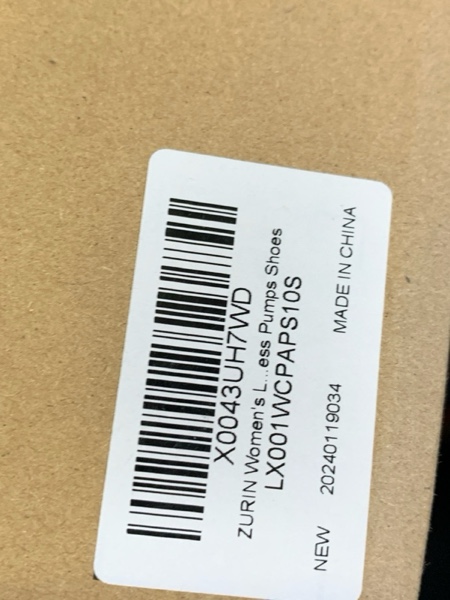 X0043UH7WD
ZURIN Women's L...ess Pumps Shoes
LX001WCPAPS10S
NEW 20240119034 MADE IN CHINA